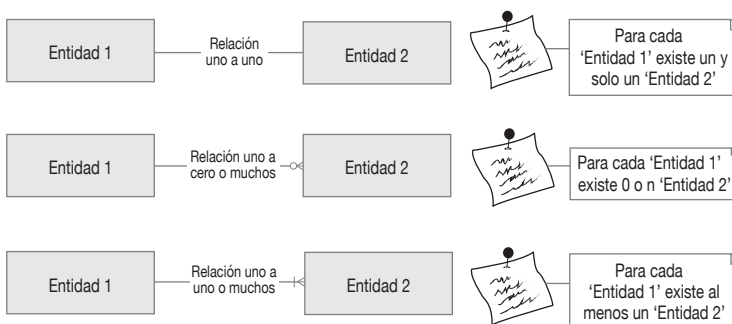 Entidad 1
Relación
uno a uno
Entidad 2
Para cada
‘Entidad 1’ existe un y
solo un ‘Entidad 2’
Entidad 1
Relación uno a
cero o muchos
Entidad 2
Para cada ‘Entidad 1’
existe 0 o n ‘Entidad 2’
Entidad 1
Relación uno a
uno o muchos
Entidad 2
Para cada
‘Entidad 1’ existe al
menos un ‘Entidad 2’